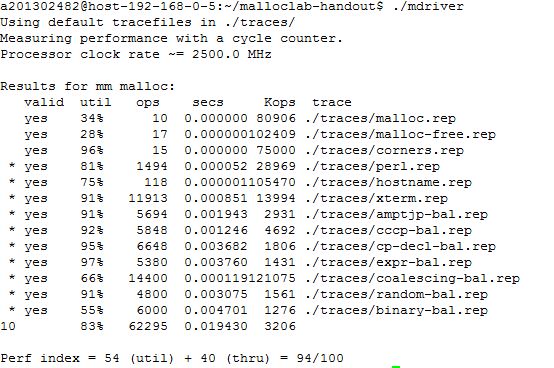 a201302482@host-192-168-0-5:~/malloclab-handout$ ./mdriver
Using default tracefiles in ./traces/
Measuring performance with a cycle counter.
Processor clock rate ~= 2500.0 MHz

Results for mm malloc:
   valid  util   ops    secs     Kops  trace
   yes    34%      10  0.000000 80906 ./traces/malloc.rep
   yes    28%      17  0.000000102409 ./traces/malloc-free.rep
   yes    96%      15  0.000000 75000 ./traces/corners.rep
 * yes    81%    1494  0.000052 28969 ./traces/perl.rep
 * yes    75%     118  0.000001105470 ./traces/hostname.rep
 * yes    91%   11913  0.000851 13994 ./traces/xterm.rep
 * yes    91%    5694  0.001943  2931 ./traces/amptjp-bal.rep
 * yes    92%    5848  0.001246  4692 ./traces/cccp-bal.rep
 * yes    95%    6648  0.003682  1806 ./traces/cp-decl-bal.rep
 * yes    97%    5380  0.003760  1431 ./traces/expr-bal.rep
 * yes    66%   14400  0.000119121075 ./traces/coalescing-bal.rep
 * yes    91%    4800  0.003075  1561 ./traces/random-bal.rep
 * yes    55%    6000  0.004701  1276 ./traces/binary-bal.rep
10        83%   62295  0.019430  3206

Perf index = 54 (util) + 40 (thru) = 94/100